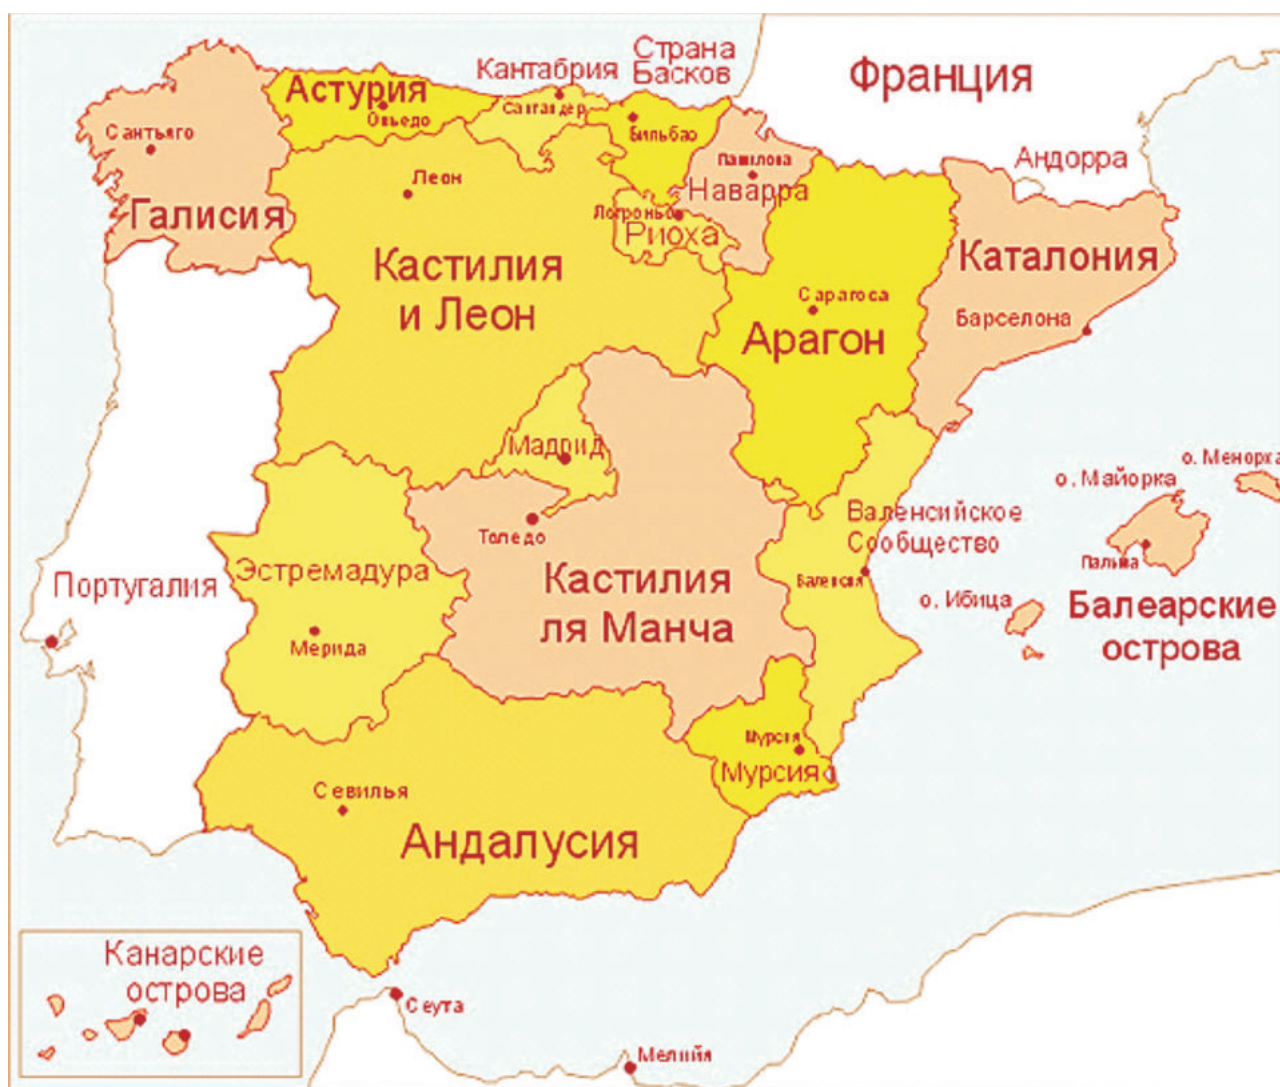 Страна
Басков
Кантабрия
Франция
Астурия
Овьедо
Сантандер
Бильбао
Сантьяго
Андорра
Памплона
Леон
Наварра
Галисия
Логроньо
Риоха
Кастилия
и Леон
Каталония
Сарагоса
Барселона
Арагон
Мадрид
о. Менорка
о. Майорка
Валенсийское
Сообщество
Толедо
Пальма
Португалия
Эстремадура
Кастилия
ля Манча
Валенсия
о. Ибица
Балеарские
острова
Мерида
Мурсия
Мурсия
Севилья
Андалусия
Канарские
острова
Сеута
Мелийя